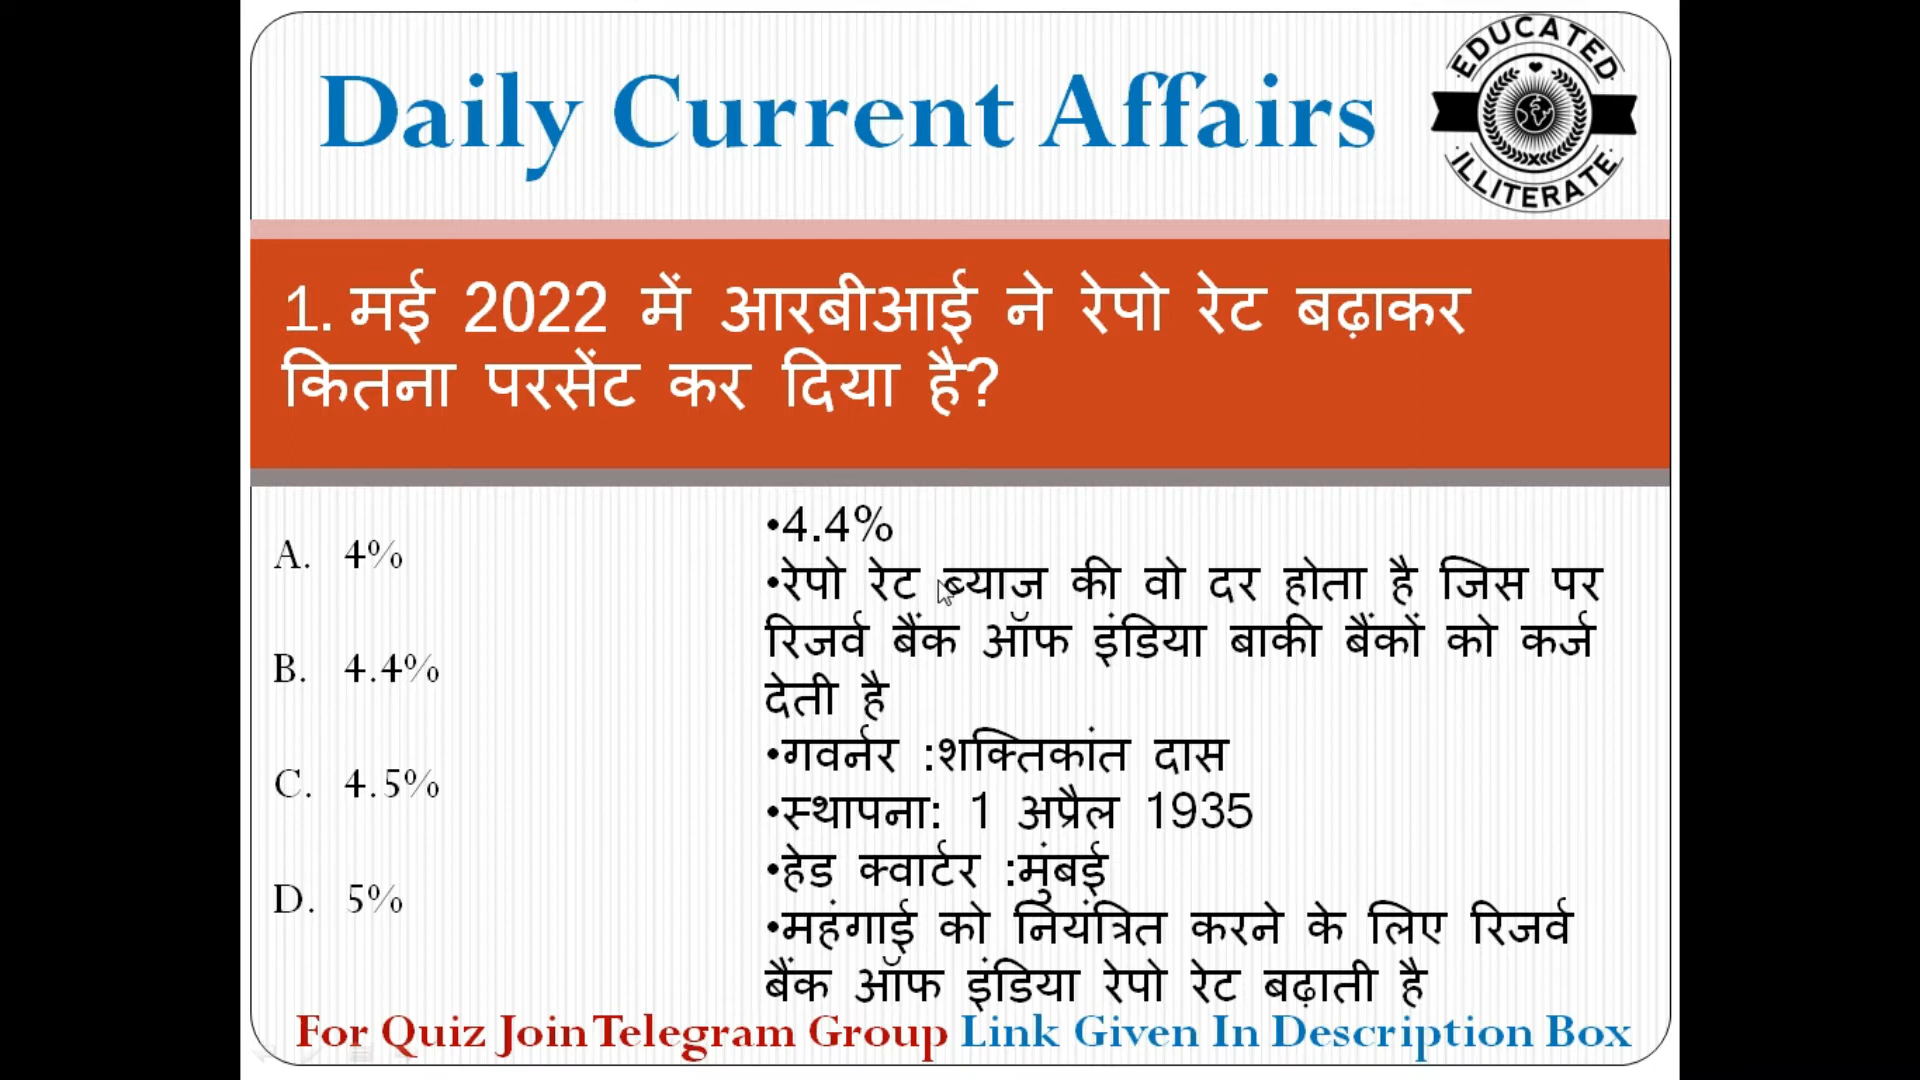 Daily Current Affairs
EDUCATED
ILLITERATE
1. मई 2022 में आरबीआई ने रेपो रेट बढ़ाकर
कितना परसेंट कर दिया है?
A. 4%
B. 4.4%
C. 4.5%
D. 5%
•4.4%
•रेपो रेट ब्याज की वो दर होता है जिस पर
रिजर्व बैंक ऑफ इंडिया बाकी बैंकों को कर्ज
देती है
•गवर्नर :शक्तिकांत दास
•स्थापना: 1 अप्रैल 1935
•हेड क्वार्टर :मुंबई
•महंगाई को नियंत्रित करने के लिए रिजर्व
बैंक ऑफ इंडिया रेपो रेट बढ़ाती है
For Quiz Join Telegram Group Link Given In Description Box